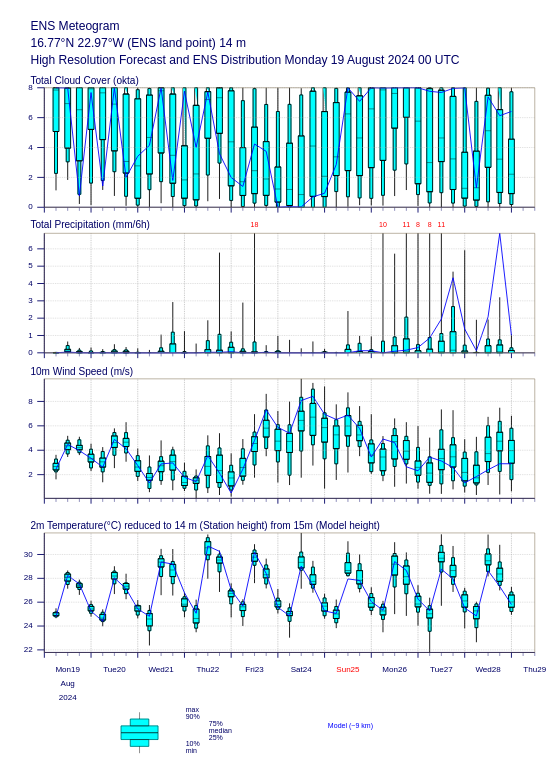 ENS Meteogram
16.77°N 22.97°W (ENS land point) 14 m
High Resolution Forecast and ENS Distribution Monday 19 August 2024 00 UTC
Total Cloud Cover (okta)
8
6
4
2
0
Total Precipitation (mm/6h)
18 10 11 8 8 11
6
5
4
3
2
1
0
10m Wind Speed (m/s)
8
6
4
2
2m Temperature(°C) reduced to 14 m (Station height) from 15m (Model height)
30
28
26
24
22
Mon19 Tue20 Wed21 Thu22 Fri23 Sat24 Sun25 Mon26 Tue27 Wed28 Thu29
Aug
2024
max
90%
75%
median
25%
10%
min
Model (~9 km)